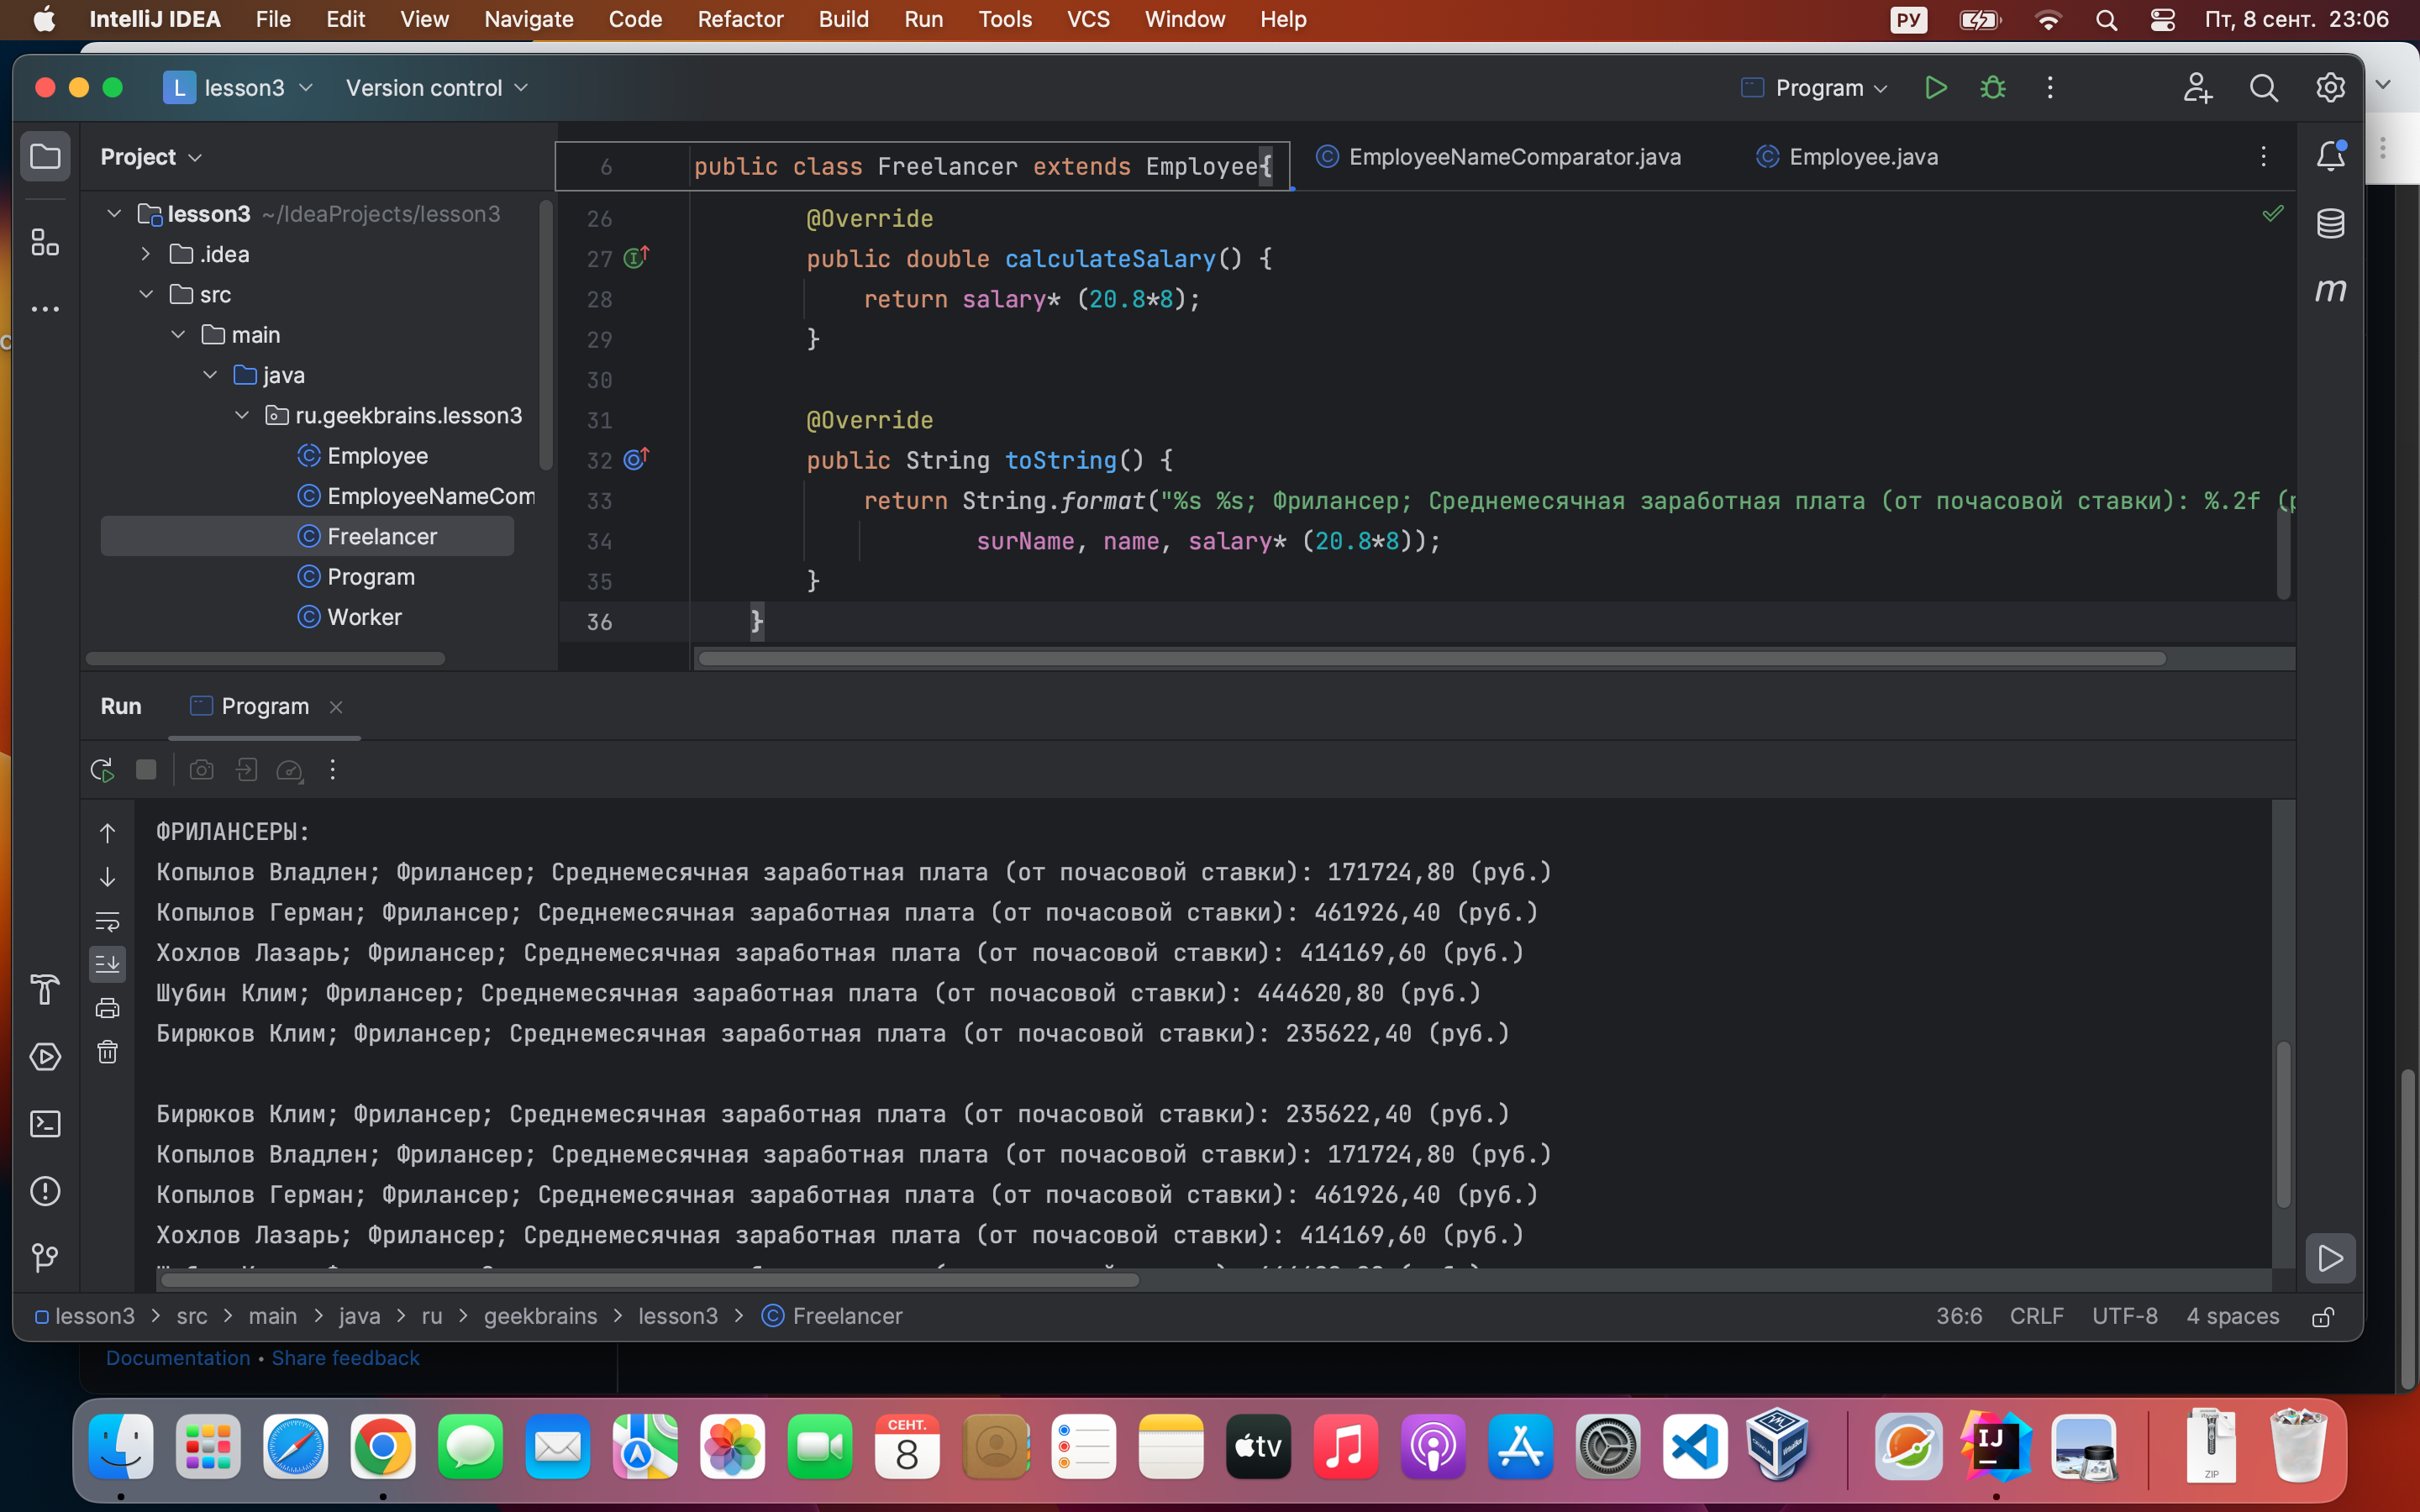 IntelliJ IDEA File Edit View Navigate Code Refactor Build Run Tools VCS Window Help РУ Пт, 8 сент. 23:06
L lesson3 Version control Program
Project
6 public class Freelancer extends Employee{
EmployeeNameComparator.java Employee.java
lesson3 ~/IdeaProjects/lesson3
.idea
src
main
java
ru.geekbrains.lesson3
Employee
EmployeeNameCom
Freelancer
Program
Worker
26 @Override
27 public double calculateSalary() {
28 return salary* (20.8*8);
29 }
30
31 @Override
32 public String toString() {
33 return String.format("%s %s; Фрилансер; Среднемесячная заработная плата (от почасовой ставки): %.2f (р
34 surName, name, salary* (20.8*8));
35 }
36 }
Run Program
ФРИЛАНСЕРЫ:
Копылов Владлен; Фрилансер; Среднемесячная заработная плата (от почасовой ставки): 171724,80 (руб.)
Копылов Герман; Фрилансер; Среднемесячная заработная плата (от почасовой ставки): 461926,40 (руб.)
Хохлов Лазарь; Фрилансер; Среднемесячная заработная плата (от почасовой ставки): 414169,60 (руб.)
Шубин Клим; Фрилансер; Среднемесячная заработная плата (от почасовой ставки): 444620,80 (руб.)
Бирюков Клим; Фрилансер; Среднемесячная заработная плата (от почасовой ставки): 235622,40 (руб.)
Бирюков Клим; Фрилансер; Среднемесячная заработная плата (от почасовой ставки): 235622,40 (руб.)
Копылов Владлен; Фрилансер; Среднемесячная заработная плата (от почасовой ставки): 171724,80 (руб.)
Копылов Герман; Фрилансер; Среднемесячная заработная плата (от почасовой ставки): 461926,40 (руб.)
Хохлов Лазарь; Фрилансер; Среднемесячная заработная плата (от почасовой ставки): 414169,60 (руб.)
lesson3 > src > main > java > ru > geekbrains > lesson3 > Freelancer 36:6 CRLF UTF-8 4 spaces
Documentation • Share feedback
СЕНТ.
8
tv
IJ
ZIP